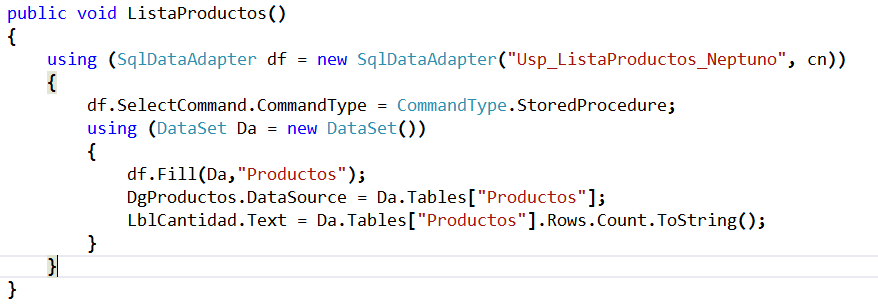 public void ListaProductos()
{
    using (SqlDataAdapter df = new SqlDataAdapter("Usp_ListaProductos_Neptuno", cn))
    {
        df.SelectCommand.CommandType = CommandType.StoredProcedure;
        using (DataSet Da = new DataSet())
        {
            df.Fill(Da,"Productos");
            DgProductos.DataSource = Da.Tables["Productos"];
            LblCantidad.Text = Da.Tables["Productos"].Rows.Count.ToString();
        }
    }
}